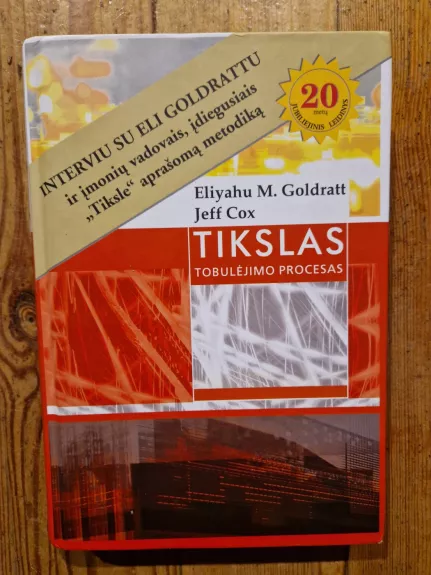 INTERVIU SU ELI GOLDRATTU
ir įmonių vadovais, įdiegusiais
„Tiksle“ aprašomą metodiką
20
metų
JUBILIEJINIS LEIDINYS
Eliyahu M. Goldratt
Jeff Cox
TIKSLAS
TOBULĖJIMO PROCESAS